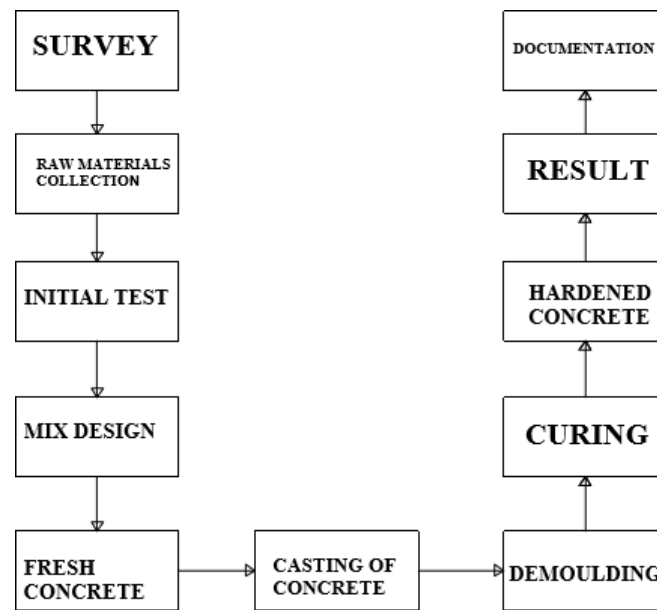 SURVEY
RAW MATERIALS
COLLECTION
INITIAL TEST
MIX DESIGN
FRESH
CONCRETE
CASTING OF
CONCRETE
DEMOULDING
CURING
HARDENED
CONCRETE
RESULT
DOCUMENTATION